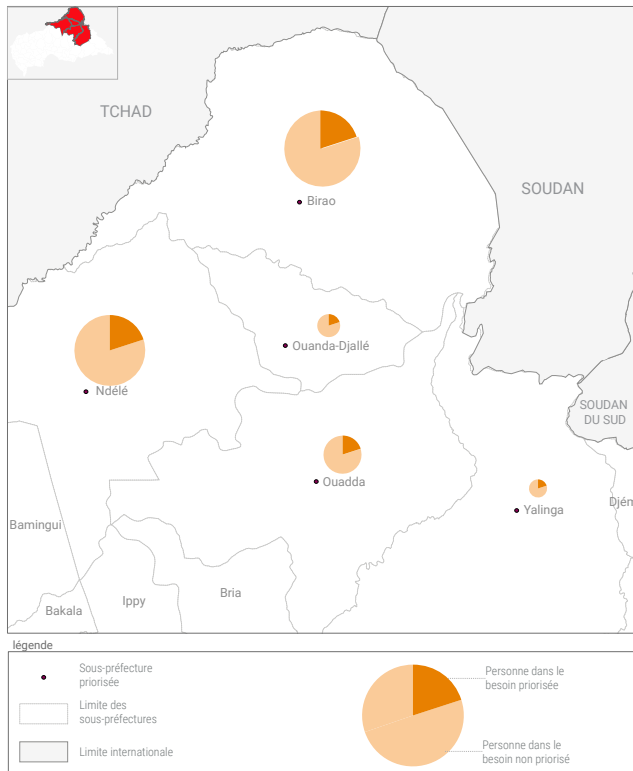 TCHAD
Birao
SOUDAN
Ouanda-Djallé
Ndélé
SOUDAN
DU SUD
Ouadda
Yalinga
Djém
Bamingui
Bria
Ippy
Bakala
légende
Sous-préfecture
priorisée
Limite des
sous-préfectures
Limite internationale
Personne dans le
besoin priorisée
Personne dans le
besoin non priorisé